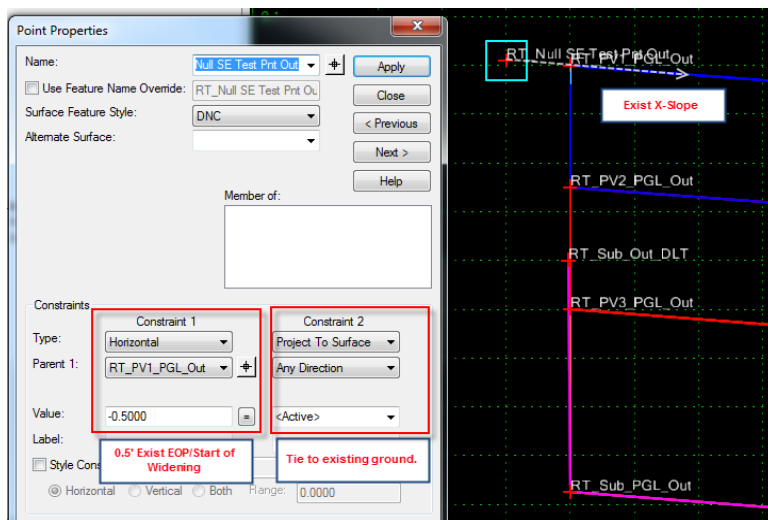 Point Properties
Name:
Null SE Test Pnt Out
Apply
Use Feature Name Override:
RT_Null SE Test Pnt Ou
Close
Surface Feature Style:
DNC
< Previous
Alternate Surface:
Next >
Help
Member of:
Constraints
Constraint 1
Constraint 2
Type:
Horizontal
Project To Surface
Parent 1:
RT_PV1_PGL_Out
Any Direction
Value:
-0.5000
=
<Active>
Label:
0.5' Exist EOP/Start of
Widening
Tie to existing ground.
Style Cons
Horizontal
Vertical
Both
Range:
0.0000
RT_Null SE Test Pnt Out
RT_PV1_PGL_Out
Exist X-Slope
RT_PV2_PGL_Out
RT_Sub_Out_DLT
RT_PV3_PGL_Out
RT_Sub_PGL_Out